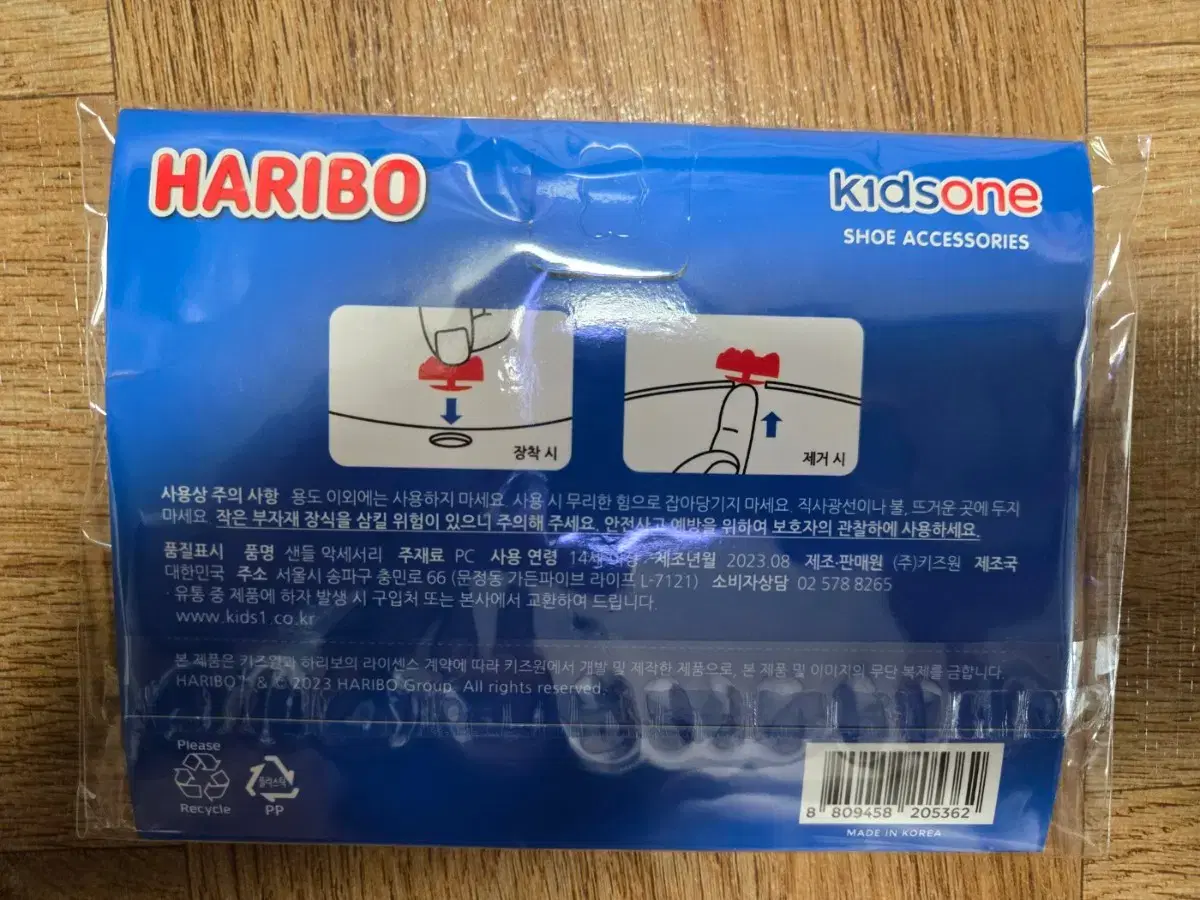 HARIBO
kidsone
SHOE ACCESSORIES
장착 시
제거 시
사용상 주의 사항 용도 이외에는 사용하지 마세요. 사용 시 무리한 힘으로 잡아당기지 마세요. 직사광선이나 불, 뜨거운 곳에 두지
마세요. 작은 부자재 장식을 삼킬 위험이 있으니 주의해 주세요. 안전사고 예방을 위하여 보호자의 관찰하에 사용하세요.
품질표시 품명 샌들 악세서리 주재료 PC 사용 연령 14세 이상 제조년월 2023.08 제조·판매원 (주)키즈원 제조국
대한민국 주소 서울시 송파구 충민로 66 (문정동 가든파이브 라이프 L-7121) 소비자상담 02 578 8265
· 유통 중 제품에 하자 발생 시 구입처 또는 본사에서 교환하여 드립니다.
www.kids1.co.kr
본 제품은 키즈원과 하리보의 라이센스 계약에 따라 키즈원에서 개발 및 제작한 제품으로, 본 제품 및 이미지의 무단 복제를 금합니다.
HARIBO™ & © 2023 HARIBO Group. All rights reserved.
Please
Recycle
플라스틱
PP
8 809458 205362
MADE IN KOREA